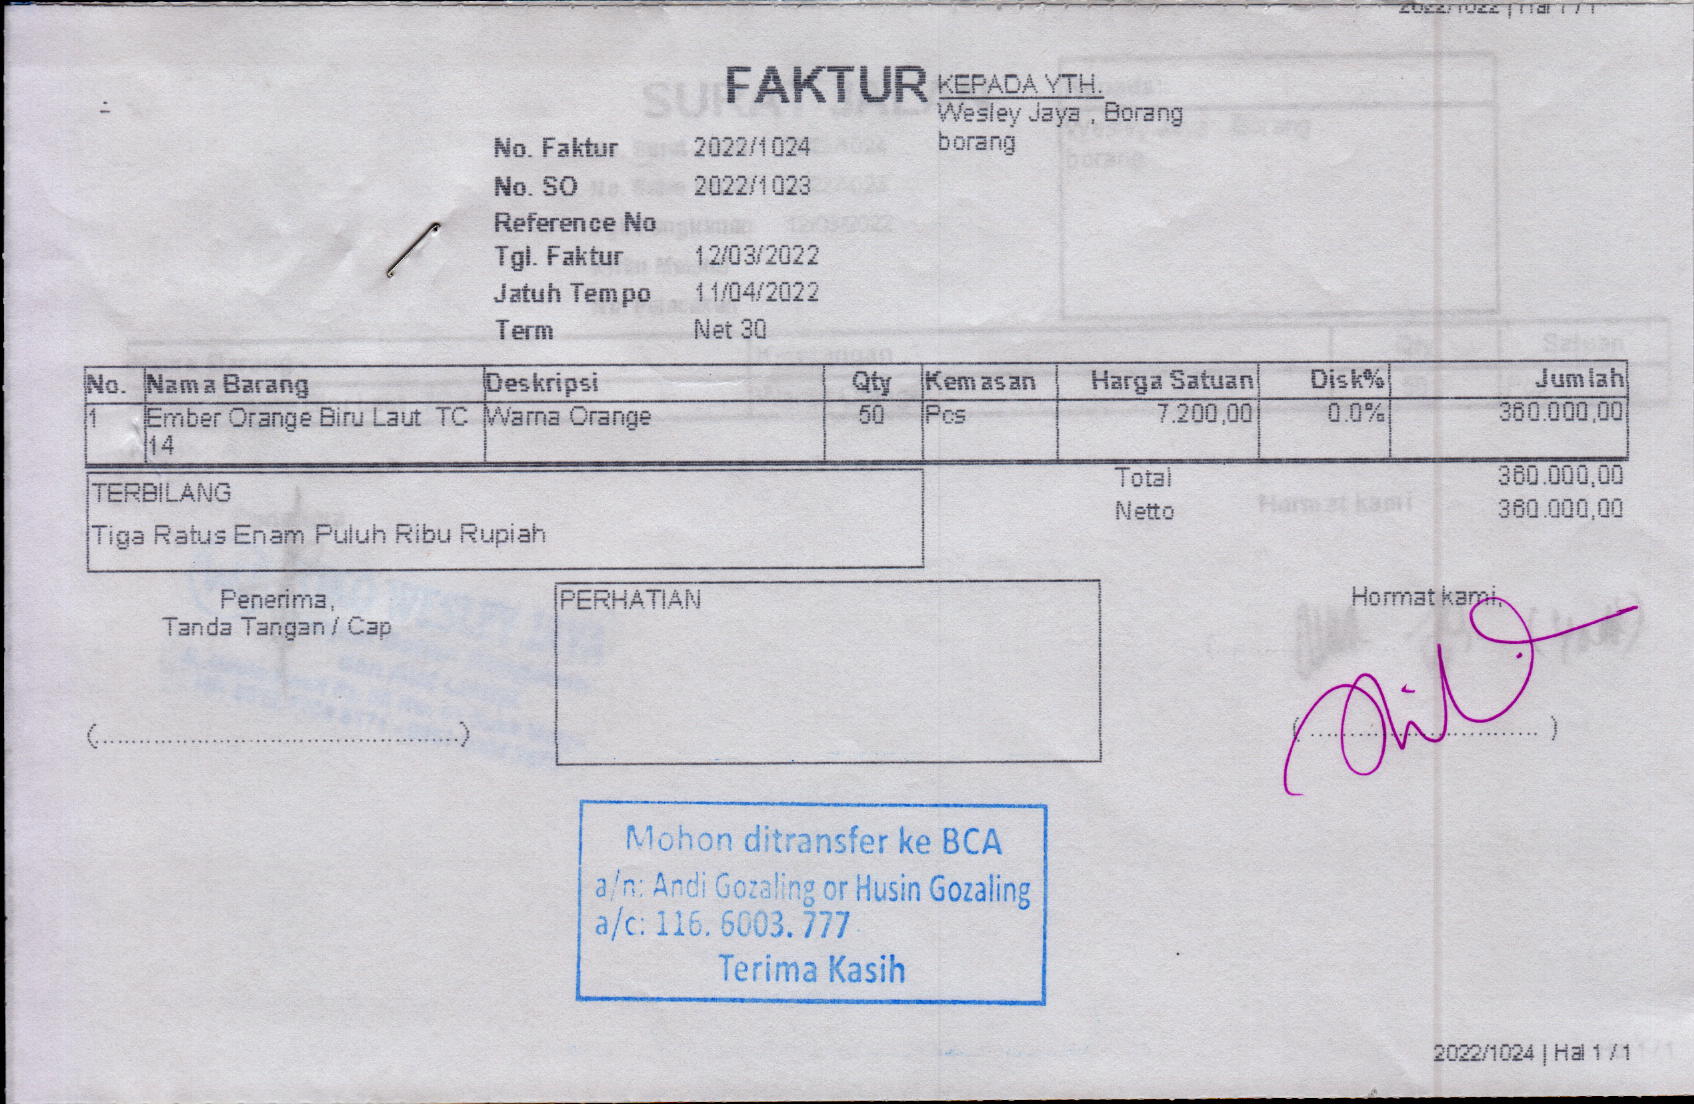 FAKTUR
KEPADA YTH.
Wesley Jaya , Borang
borang
No. Faktur 2022/1024
No. SO 2022/1023
Reference No
Tgl. Faktur 12/03/2022
Jatuh Tempo 11/04/2022
Term Net 30
No. Nama Barang Deskripsi Qty Kemasan Harga Satuan Disk% Jumlah
1 Ember Orange Biru Laut TC Warna Orange 50 Pcs 7.200,00 0.0% 360.000,00
14
Total 360.000,00
TERBILANG
Netto 360.000,00
Tiga Ratus Enam Puluh Ribu Rupiah
Penerima,
Tanda Tangan / Cap
PERHATIAN
Hormat kami,
Mohon ditransfer ke BCA
a/n: Andi Gozaling or Husin Gozaling
a/c: 116. 6003. 777
Terima Kasih
2022/1024 | Hal 1 / 1